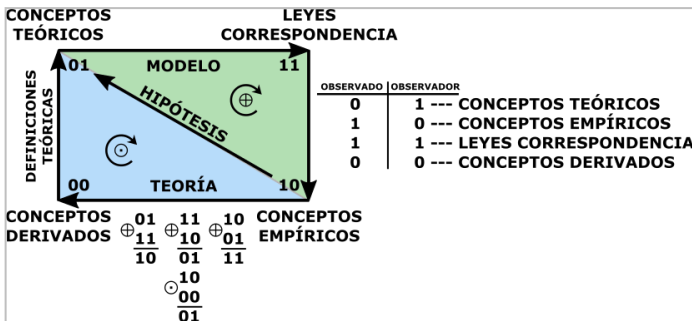 CONCEPTOS
TEÓRICOS
LEYES
CORRESPONDENCIA
01
MODELO
11
HIPÓTESIS
⊕
⊙
DEFINICIONES
TEÓRICAS
00
TEORÍA
10
CONCEPTOS
DERIVADOS
CONCEPTOS
EMPÍRICOS
⊕ 01 ⊕ 11 ⊕ 10
11 10 01
10 01 11
⊙ 10
00
01
OBSERVADO OBSERVADOR
0 1 --- CONCEPTOS TEÓRICOS
1 0 --- CONCEPTOS EMPÍRICOS
1 1 --- LEYES CORRESPONDENCIA
0 0 --- CONCEPTOS DERIVADOS